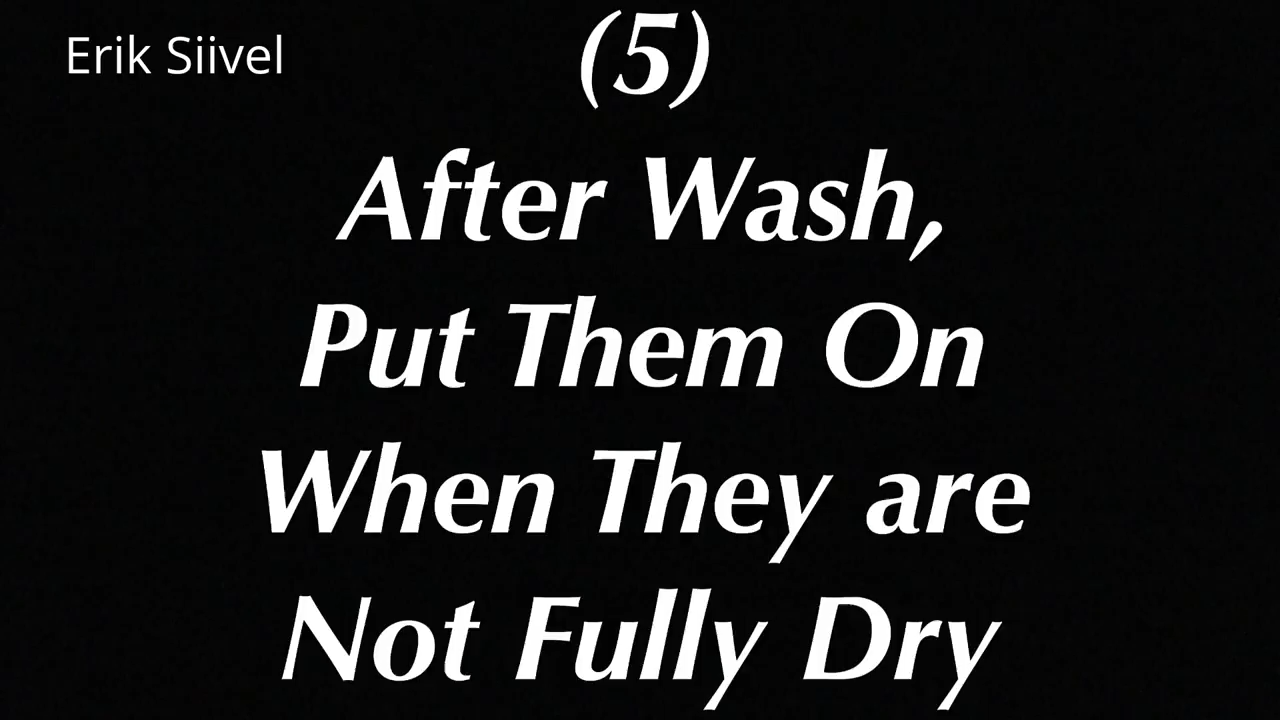 Erik Siivel
(5)
After Wash,
Put Them On
When They are
Not Fully Dry